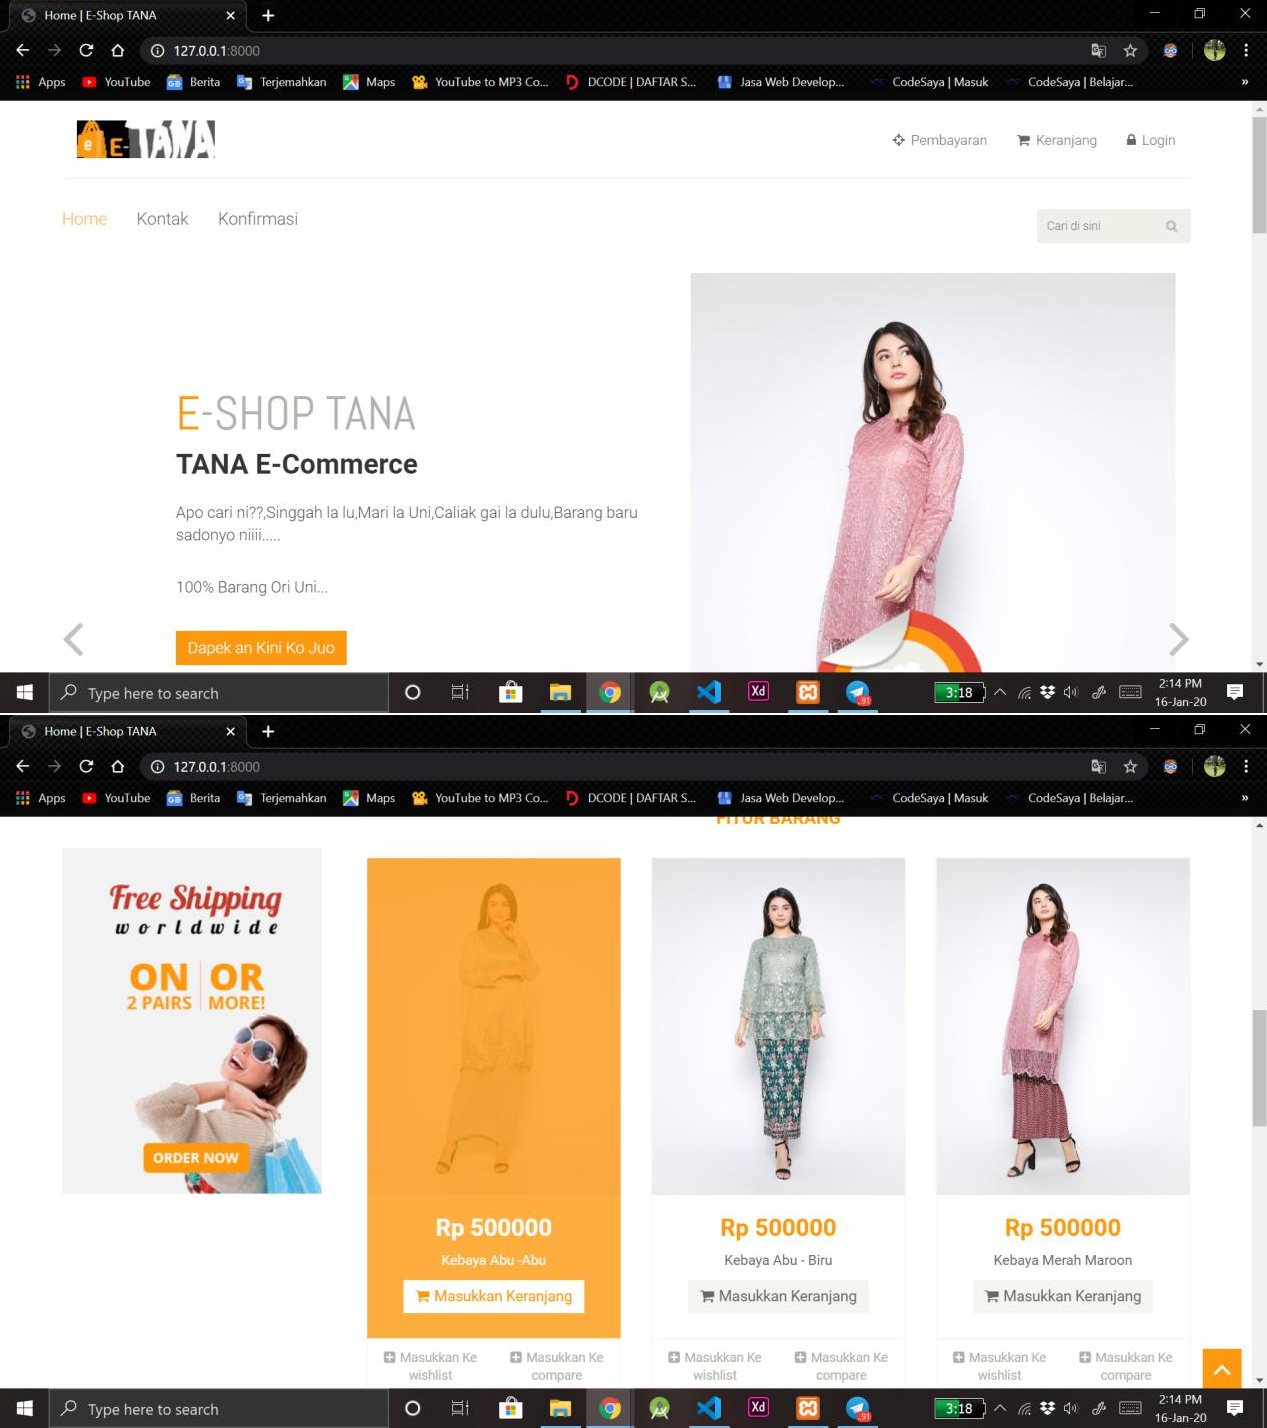 Home | E-Shop TANA
127.0.0.1:8000
Apps YouTube Berita Terjemahkan Maps YouTube to MP3 Co... DCODE | DAFTAR S... Jasa Web Develop... CodeSaya | Masuk CodeSaya | Belajar... »
e E-TANA
Pembayaran Keranjang Login
Home Kontak Konfirmasi
Cari di sini
E-SHOP TANA
TANA E-Commerce
Apo cari ni??,Singgah la lu,Mari la Uni,Caliak gai la dulu,Barang baru
sadonyo niiii.....
100% Barang Ori Uni...
Dapek an Kini Ko Juo
Type here to search
Xd
91
3:18
2:14 PM
16-Jan-20
Home | E-Shop TANA
127.0.0.1:8000
Apps YouTube Berita Terjemahkan Maps YouTube to MP3 Co... DCODE | DAFTAR S... Jasa Web Develop... CodeSaya | Masuk CodeSaya | Belajar... »
FITUR BARANG
Free Shipping
worldwide
ON OR
2 PAIRS MORE!
ORDER NOW
Rp 500000
Kebaya Abu -Abu
Masukkan Keranjang
Masukkan Ke
wishlist
Masukkan Ke
compare
Rp 500000
Kebaya Abu - Biru
Masukkan Keranjang
Masukkan Ke
wishlist
Masukkan Ke
compare
Rp 500000
Kebaya Merah Maroon
Masukkan Keranjang
Masukkan Ke
wishlist
Masukkan Ke
compare
Type here to search
Xd
91
3:18
2:14 PM
16-Jan-20